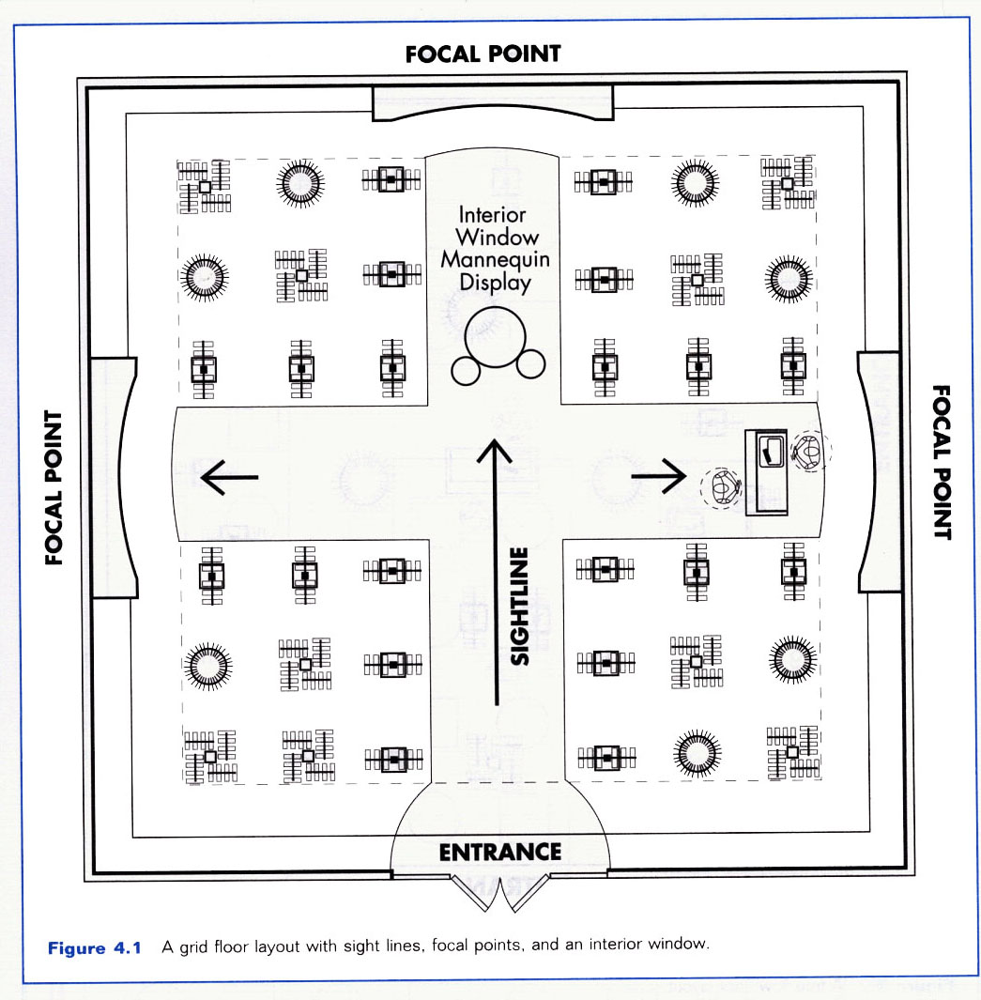 FOCAL POINT
Interior
Window
Mannequin
Display
FOCAL POINT
FOCAL POINT
SIGHTLINE
ENTRANCE
Figure 4.1 A grid floor layout with sight lines, focal points, and an interior window.